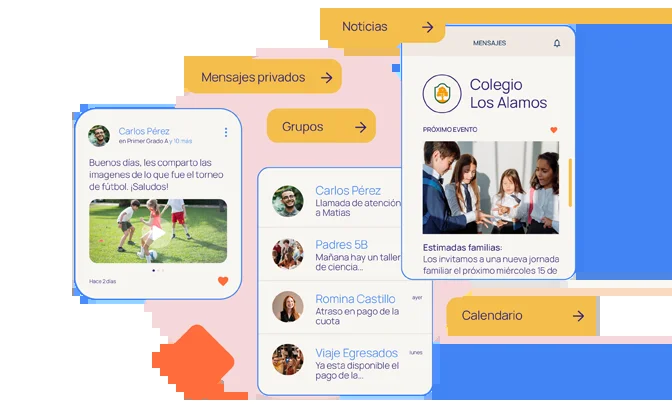 Noticias
Mensajes privados
Grupos
Carlos Pérez
en Primer Grado A y 10 más
Buenos días, les comparto las
imagenes de lo que fue el torneo
de fútbol. ¡Saludos!
Hace 2 días
Carlos Pérez
Llamada de atención
a Matias
Padres 5B
Mañana hay un taller
de ciencia...
Romina Castillo
ayer
Atraso en pago de la
cuota
Viaje Egresados
lunes
Ya esta disponible el
pago de la...
MENSAJES
Colegio
Los Alamos
PRÓXIMO EVENTO
Estimadas familias:
Los invitamos a una nueva jornada
familiar el próximo miércoles 15 de
Calendario